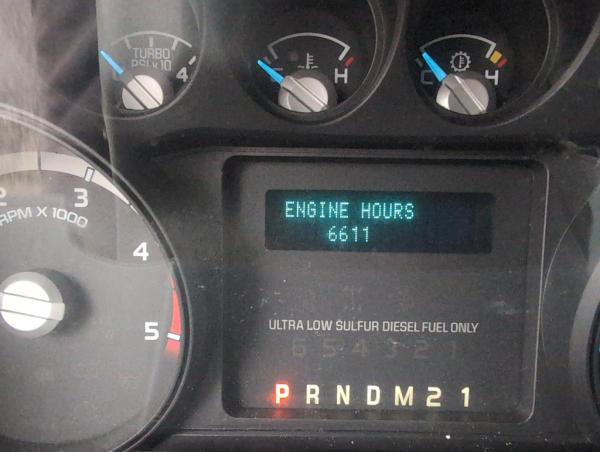 TURBO
PSI x 10
4
C H
C H
2 3
RPM X 1000
4
5
ENGINE HOURS
6611
ULTRA LOW SULFUR DIESEL FUEL ONLY
6 5 4 3 2 1
P R N D M 2 1